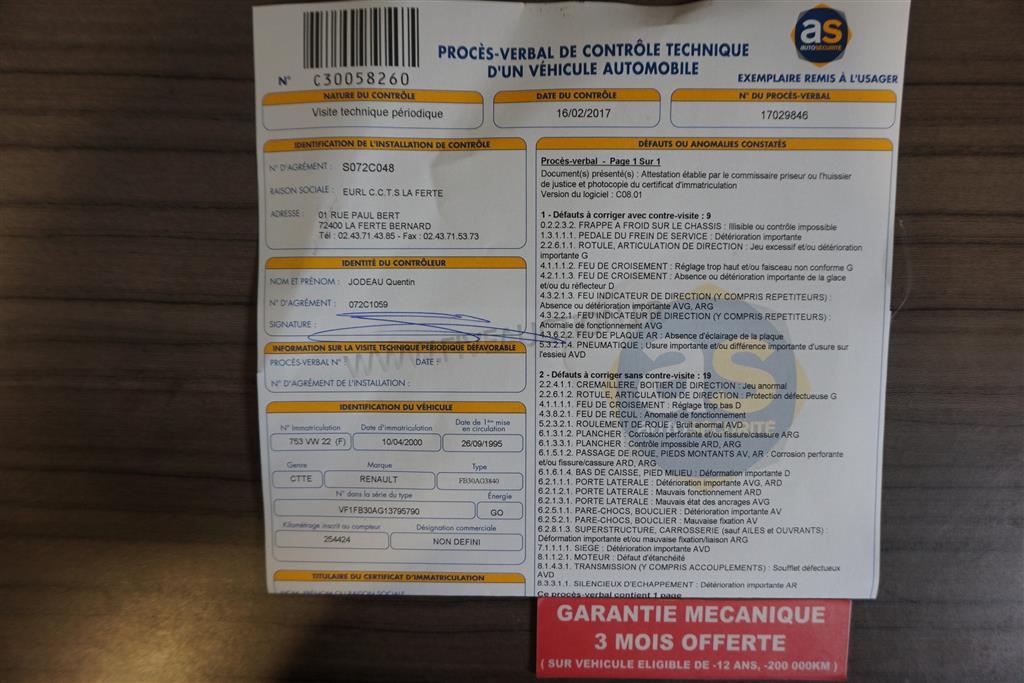 as
AUTOSECURITE
PROCÈS-VERBAL DE CONTRÔLE TECHNIQUE
D'UN VÉHICULE AUTOMOBILE
N° C30058260
EXEMPLAIRE REMIS À L'USAGER
NATURE DU CONTRÔLE
Visite technique périodique
DATE DU CONTRÔLE
16/02/2017
N° DU PROCÈS-VERBAL
17029846
IDENTIFICATION DE L'INSTALLATION DE CONTRÔLE
N° D'AGRÉMENT : S072C048
RAISON SOCIALE : EURL C.C.T.S LA FERTE
ADRESSE : 01 RUE PAUL BERT
72400 LA FERTE BERNARD
Tél : 02.43.71.43.85 - Fax : 02.43.71.53.73
IDENTITÉ DU CONTRÔLEUR
NOM ET PRÉNOM : JODEAU Quentin
N° D'AGRÉMENT : 072C1059
SIGNATURE :
INFORMATION SUR LA VISITE TECHNIQUE PÉRIODIQUE DÉFAVORABLE
PROCÈS-VERBAL N° DATE :
N° D'AGRÉMENT DE L'INSTALLATION :
IDENTIFICATION DU VÉHICULE
N° Immatriculation
753 VW 22 (F)
Date d'immatriculation
10/04/2000
Date de 1ère mise
en circulation
26/09/1995
Genre
CTTE
Marque
RENAULT
Type
FB30AG3840
N° dans la série du type
VF1FB30AG13795790
Énergie
GO
Kilométrage inscrit au compteur
254424
Désignation commerciale
NON DEFINI
TITULAIRE DU CERTIFICAT D'IMMATRICULATION
DÉFAUTS OU ANOMALIES CONSTATÉS
Procès-verbal - Page 1 Sur 1
Document(s) présenté(s) : Attestation établie par le commissaire priseur ou l'huissier
de justice et photocopie du certificat d'immatriculation
Version du logiciel : C08.01
1 - Défauts à corriger avec contre-visite : 9
0.2.2.3.2. FRAPPE A FROID SUR LE CHASSIS : Illisible ou contrôle impossible
1.3.1.1.1. PEDALE DU FREIN DE SERVICE : Détérioration importante
2.2.6.1.1. ROTULE, ARTICULATION DE DIRECTION : Jeu excessif et/ou détérioration
importante G
4.1.1.1.2. FEU DE CROISEMENT : Réglage trop haut et/ou faisceau non conforme G
4.2.1.1.3. FEU DE CROISEMENT : Absence ou détérioration importante de la glace
et/ou du réflecteur D
4.3.2.1.3. FEU INDICATEUR DE DIRECTION (Y COMPRIS REPETITEURS) :
Absence ou détérioration importante AVG, ARG
4.3.2.2.1. FEU INDICATEUR DE DIRECTION (Y COMPRIS REPETITEURS) :
Anomalie de fonctionnement AVG
4.3.6.2.2. FEU DE PLAQUE AR : Absence d'éclairage de la plaque
5.3.2.1.4. PNEUMATIQUE : Usure importante et/ou différence importante d'usure sur
l'essieu AVD
2 - Défauts à corriger sans contre-visite : 19
2.2.4.1.1. CREMAILLERE, BOITIER DE DIRECTION : Jeu anormal
2.2.6.1.2. ROTULE, ARTICULATION DE DIRECTION : Protection défectueuse G
4.1.1.1.1. FEU DE CROISEMENT : Réglage trop bas D
4.3.8.2.1. FEU DE RECUL : Anomalie de fonctionnement
5.2.3.2.1. ROULEMENT DE ROUE : Bruit anormal AVD
6.1.3.1.2. PLANCHER : Corrosion perforante et/ou fissure/cassure ARG
6.1.3.3.1. PLANCHER : Contrôle impossible ARD, ARG
6.1.5.1.2. PASSAGE DE ROUE, PIEDS MONTANTS AV, AR : Corrosion perforante
et/ou fissure/cassure ARD, ARG
6.1.6.1.4. BAS DE CAISSE, PIED MILIEU : Déformation importante D
6.2.1.1.1. PORTE LATERALE : Détérioration importante AVG, ARD
6.2.1.2.1. PORTE LATERALE : Mauvais fonctionnement ARD
6.2.1.3.1. PORTE LATERALE : Mauvais état des ancrages AVG
6.2.5.1.1. PARE-CHOCS, BOUCLIER : Détérioration importante AV
6.2.5.2.1. PARE-CHOCS, BOUCLIER : Mauvaise fixation AV
6.2.8.1.3. SUPERSTRUCTURE, CARROSSERIE (sauf AILES et OUVRANTS) :
Déformation importante et/ou mauvaise fixation/liaison ARG
7.1.1.1.1. SIEGE : Détérioration importante AVD
8.1.1.2.1. MOTEUR : Défaut d'étanchéité
8.1.4.3.1. TRANSMISSION (Y COMPRIS ACCOUPLEMENTS) : Soufflet défectueux
AVD
8.3.3.1.1. SILENCIEUX D'ECHAPPEMENT : Détérioration importante AR
Ce procès-verbal contient 1 page
GARANTIE MECANIQUE
3 MOIS OFFERTE
( SUR VEHICULE ELIGIBLE DE -12 ANS, -200 000KM )